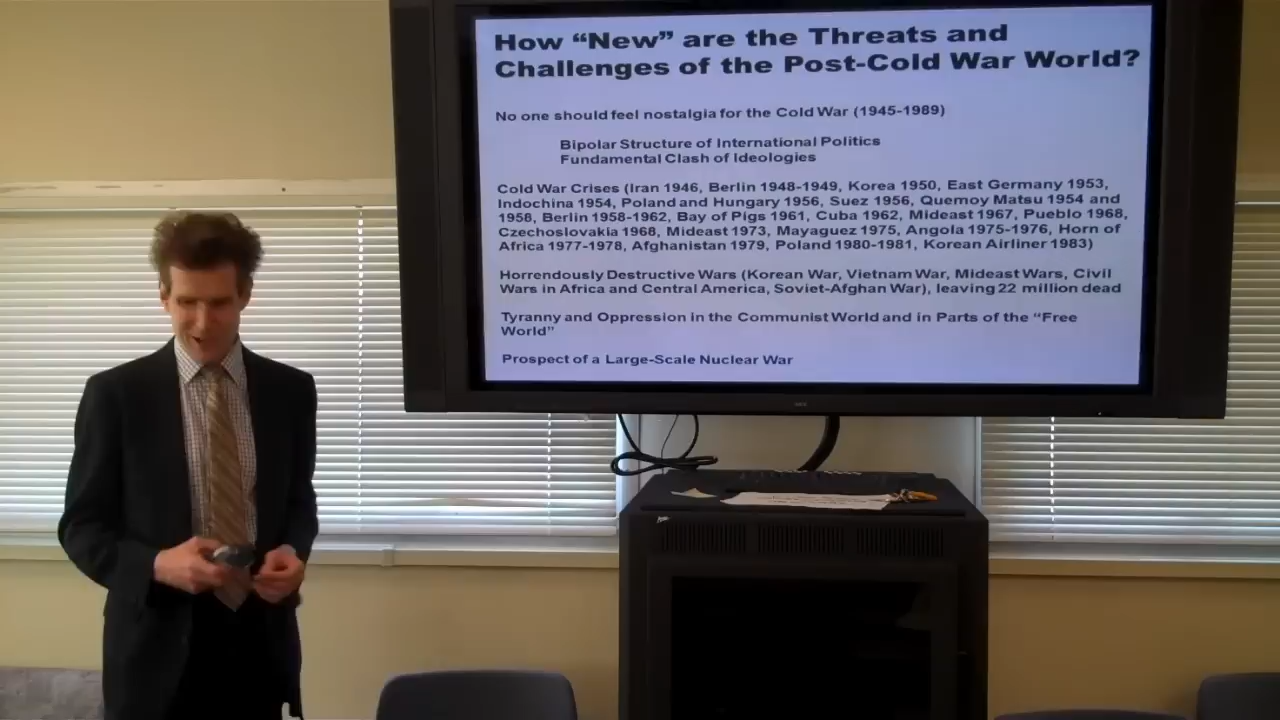 How “New” are the Threats and
Challenges of the Post-Cold War World?
No one should feel nostalgia for the Cold War (1945-1989)
Bipolar Structure of International Politics
Fundamental Clash of Ideologies
Cold War Crises (Iran 1946, Berlin 1948-1949, Korea 1950, East Germany 1953,
Indochina 1954, Poland and Hungary 1956, Suez 1956, Quemoy Matsu 1954 and
1958, Berlin 1958-1962, Bay of Pigs 1961, Cuba 1962, Mideast 1967, Pueblo 1968,
Czechoslovakia 1968, Mideast 1973, Mayaguez 1975, Angola 1975-1976, Horn of
Africa 1977-1978, Afghanistan 1979, Poland 1980-1981, Korean Airliner 1983)
Horrendously Destructive Wars (Korean War, Vietnam War, Mideast Wars, Civil
Wars in Africa and Central America, Soviet-Afghan War), leaving 22 million dead
Tyranny and Oppression in the Communist World and in Parts of the “Free
World”
Prospect of a Large-Scale Nuclear War